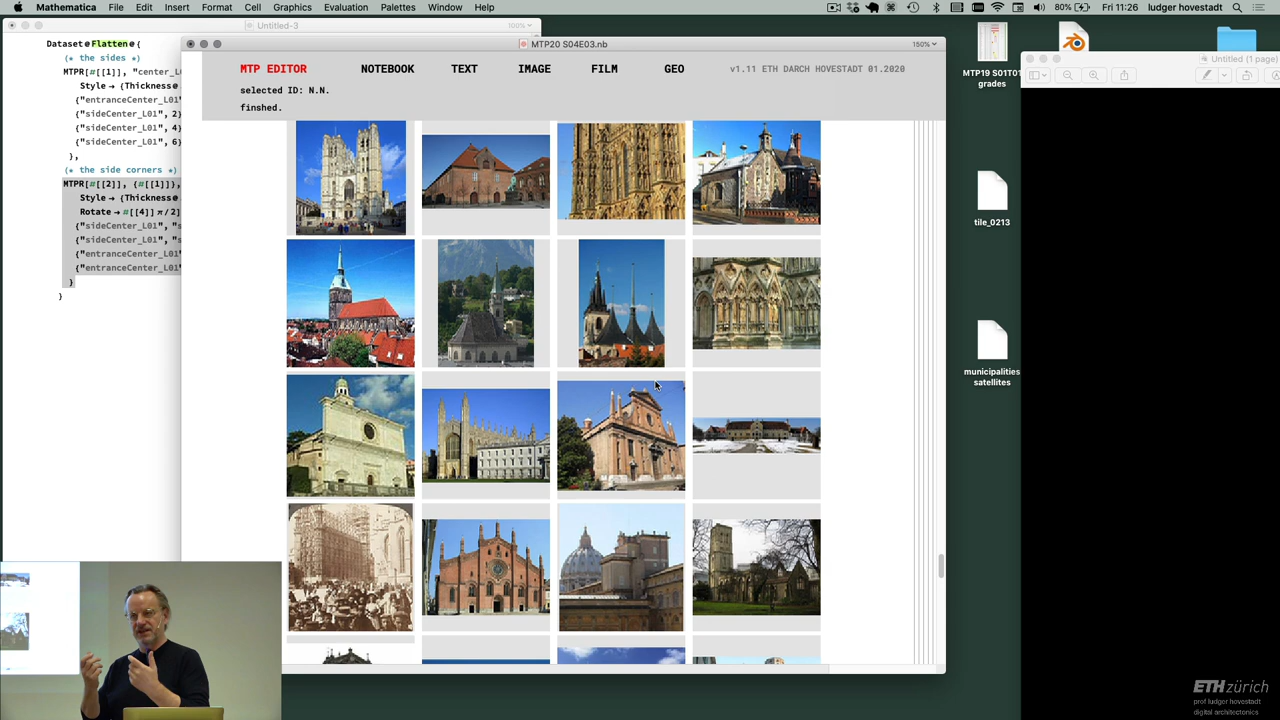 Mathematica File Edit Insert Format Cell Graphics Evaluation Palettes Window Help
80% Fri 11:26 ludger hovestadt
Untitled-3
100%
Dataset@Flatten@{
(* the sides *)
MTPR[#[[1]], "center_L
Style → {Thickness@
{"entranceCenter_L01"
{"sideCenter_L01", 2}
{"sideCenter_L01", 4}
{"sideCenter_L01", 6}
},
(* the side corners *)
MTPR[#[[2]], {#[[1]]},
Style → {Thickness@
Rotate → #[[4]] π/2]
{"sideCenter_L01", "s
{"sideCenter_L01", "s
{"entranceCenter_L01"
{"entranceCenter_L01"
}
}
MTP20 S04E03.nb
150%
MTP EDITOR NOTEBOOK TEXT IMAGE FILM GEO v1.11 ETH DARCH HOVESTADT 01.2020
selected ID: N.N.
finshed.
MTP19 S01T01
grades
tile_0213
municipalities
satellites
Untitled (1 page)
ETH zürich
prof ludger hovestadt
digital architectonics